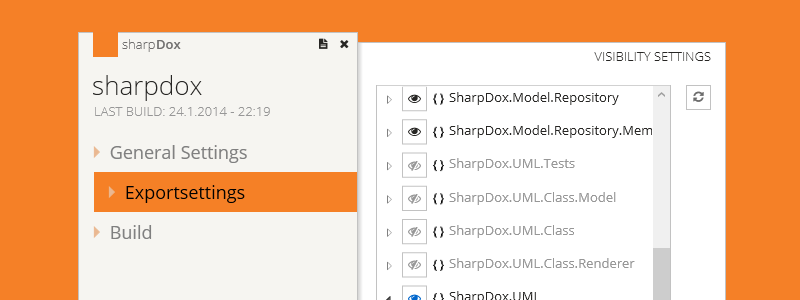 sharpDox
sharpdox
LAST BUILD: 24.1.2014 - 22:19
General Settings
Exportsettings
Build
VISIBILITY SETTINGS
{} SharpDox.Model.Repository
{} SharpDox.Model.Repository.Mem
{} SharpDox.UML.Tests
{} SharpDox.UML.Class.Model
{} SharpDox.UML.Class
{} SharpDox.UML.Class.Renderer
{} SharpDox.UML